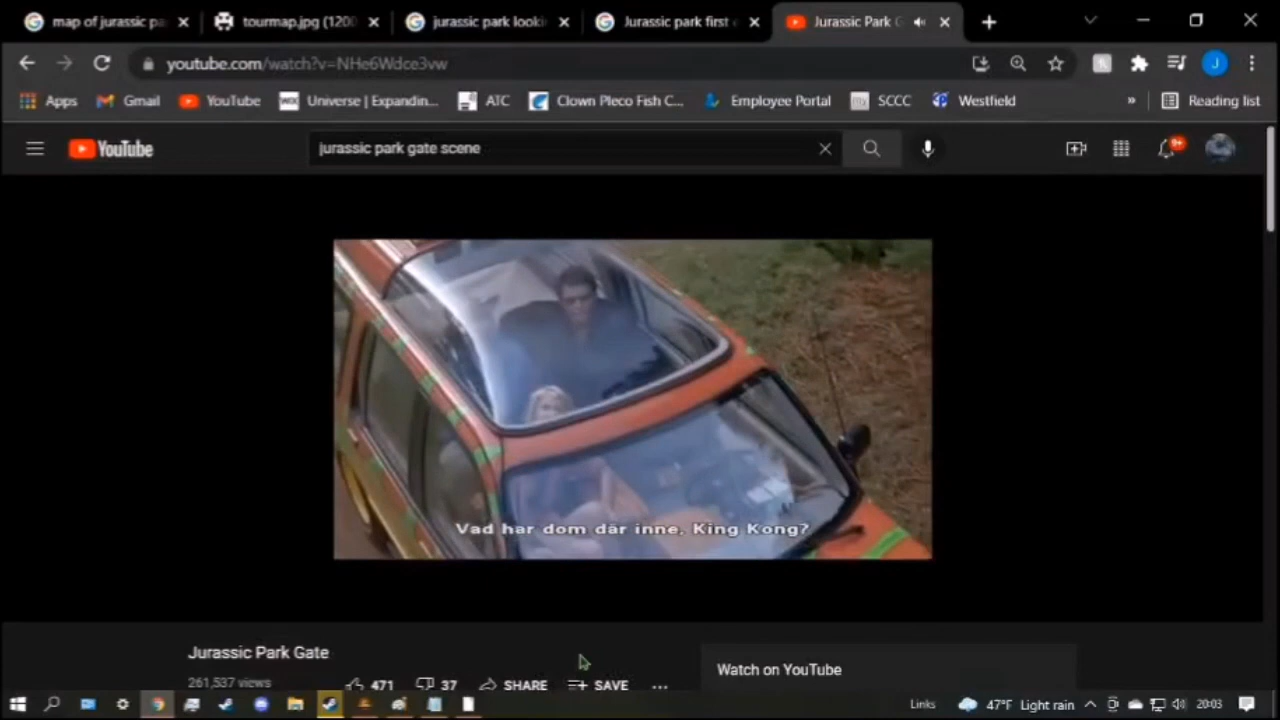 map of jurassic pa
tourmap.jpg (1200
jurassic park looki
Jurassic park first
Jurassic Park G
youtube.com/watch?v=NHe6Wdce3vw
Apps
Gmail
YouTube
Universe | Expandin...
ATC
Clown Pleco Fish C...
Employee Portal
SCCC
Westfield
»
Reading list
YouTube
jurassic park gate scene
9+
Vad har dom där inne, King Kong?
Jurassic Park Gate
261,537 views
471
37
SHARE
SAVE
Watch on YouTube
Links
47°F Light rain
20:03